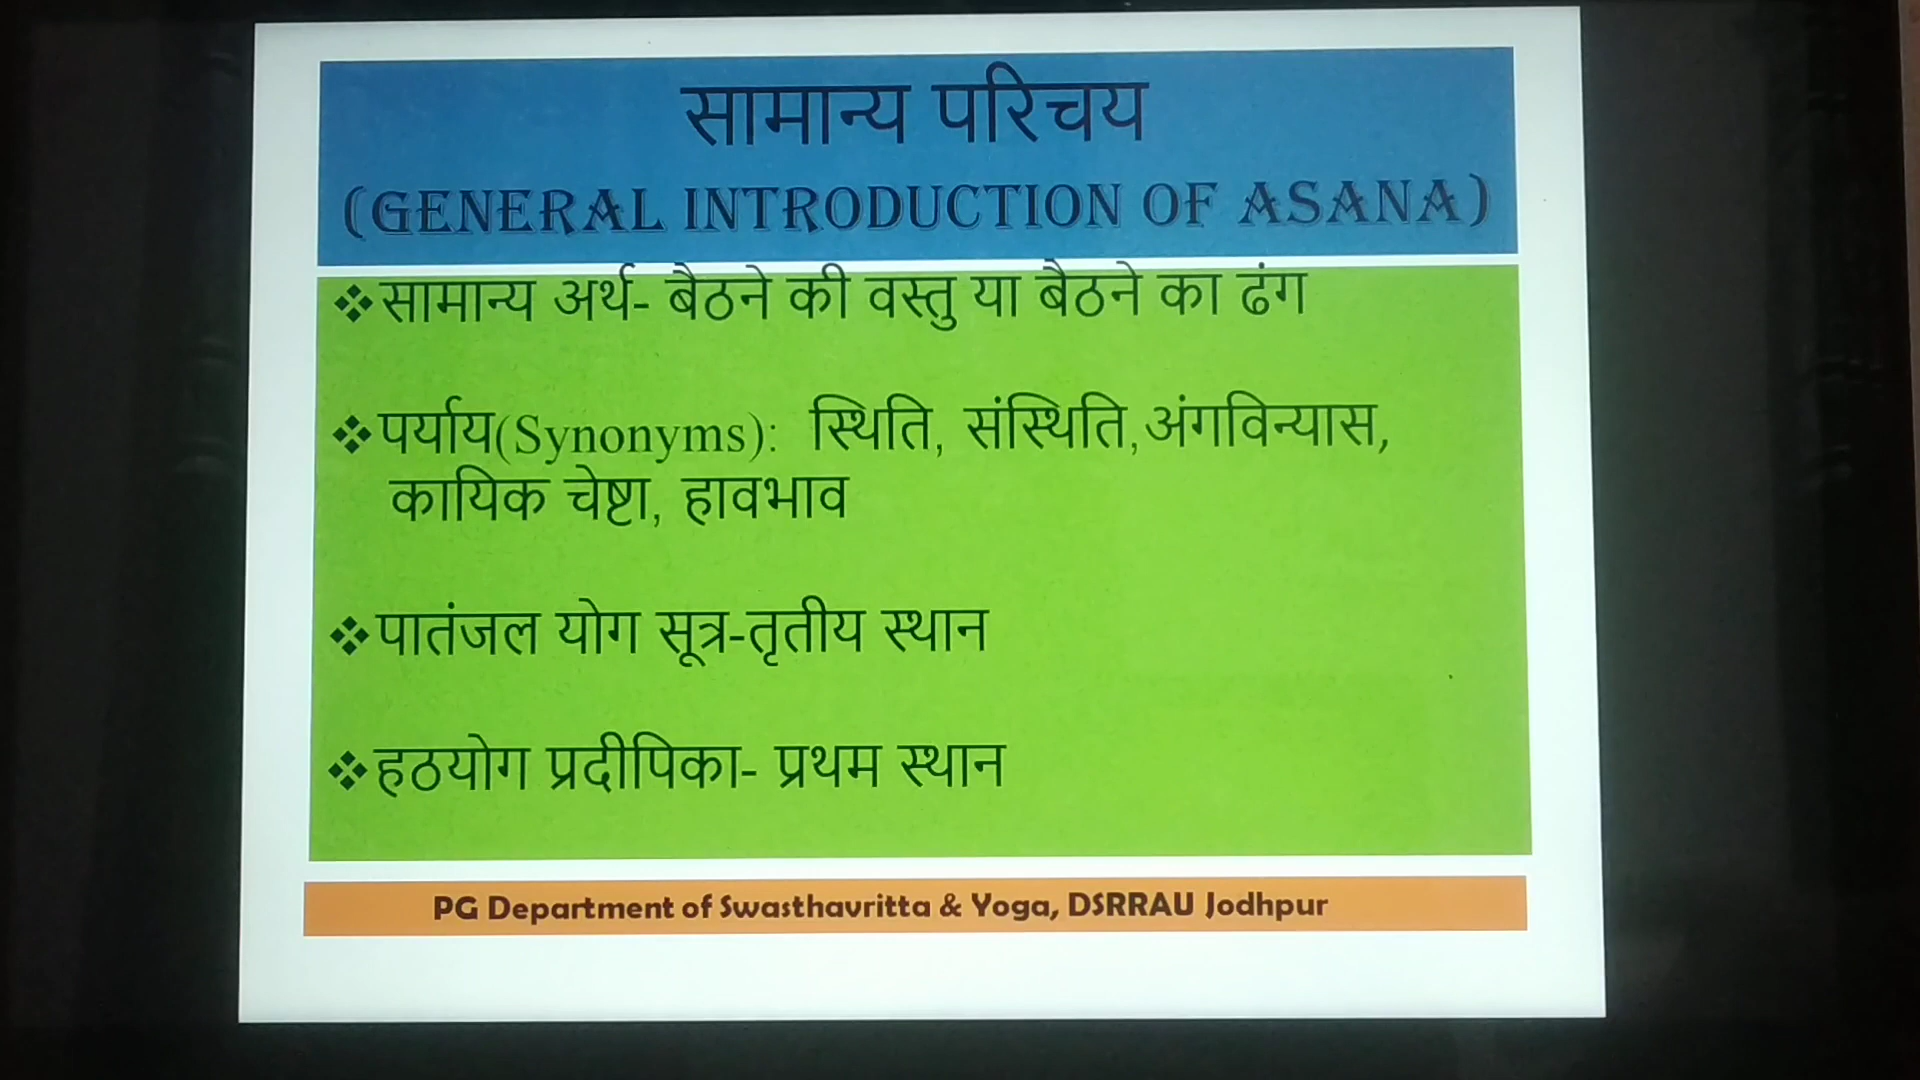 सामान्य परिचय
(GENERAL INTRODUCTION OF ASANA)
❖सामान्य अर्थ- बैठने की वस्तु या बैठने का ढंग
❖पर्याय(Synonyms): स्थिति, संस्थिति,अंगविन्यास,
कायिक चेष्टा, हावभाव
❖पातंजल योग सूत्र-तृतीय स्थान
❖हठयोग प्रदीपिका- प्रथम स्थान
PG Department of Swasthavritta & Yoga, DSRRAU Jodhpur